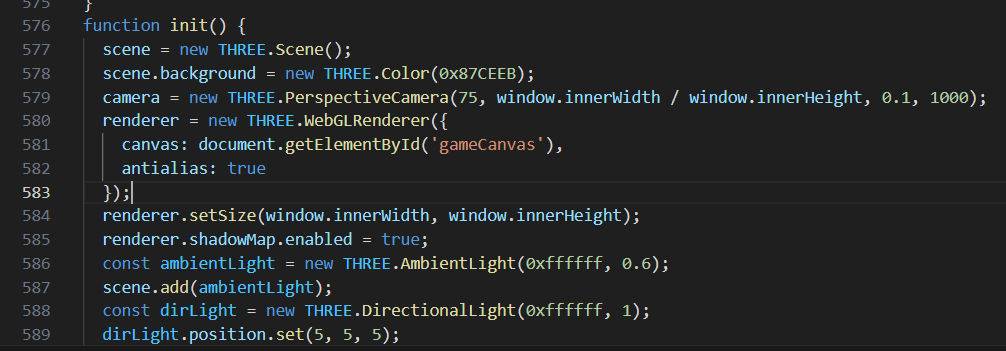 575 }
576 function init() {
577 scene = new THREE.Scene();
578 scene.background = new THREE.Color(0x87CEEB);
579 camera = new THREE.PerspectiveCamera(75, window.innerWidth / window.innerHeight, 0.1, 1000);
580 renderer = new THREE.WebGLRenderer({
581 canvas: document.getElementById('gameCanvas'),
582 antialias: true
583 });
584 renderer.setSize(window.innerWidth, window.innerHeight);
585 renderer.shadowMap.enabled = true;
586 const ambientLight = new THREE.AmbientLight(0xffffff, 0.6);
587 scene.add(ambientLight);
588 const dirLight = new THREE.DirectionalLight(0xffffff, 1);
589 dirLight.position.set(5, 5, 5);